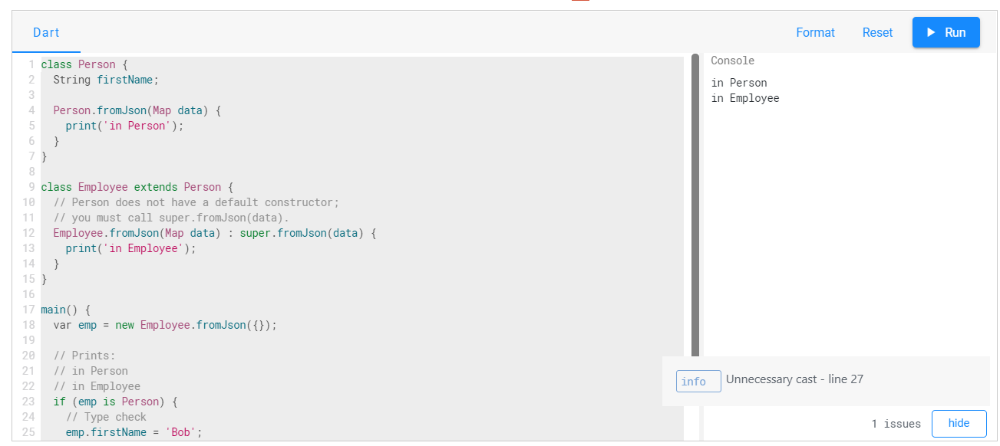 Dart
Format
Reset
Run
1 class Person {
2   String firstName;
3
4   Person.fromJson(Map data) {
5     print('in Person');
6   }
7 }
8
9 class Employee extends Person {
10   // Person does not have a default constructor;
11   // you must call super.fromJson(data).
12   Employee.fromJson(Map data) : super.fromJson(data) {
13     print('in Employee');
14   }
15 }
16
17 main() {
18   var emp = new Employee.fromJson({});
19
20   // Prints:
21   // in Person
22   // in Employee
23   if (emp is Person) {
24     // Type check
25     emp.firstName = 'Bob';
Console
in Person
in Employee
info Unnecessary cast - line 27
1 issues
hide